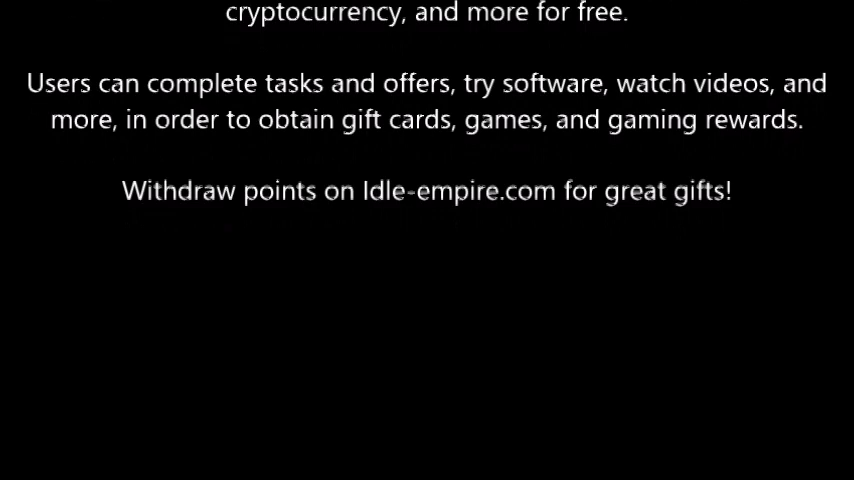 cryptocurrency, and more for free.
Users can complete tasks and offers, try software, watch videos, and
more, in order to obtain gift cards, games, and gaming rewards.
Withdraw points on Idle-empire.com for great gifts!